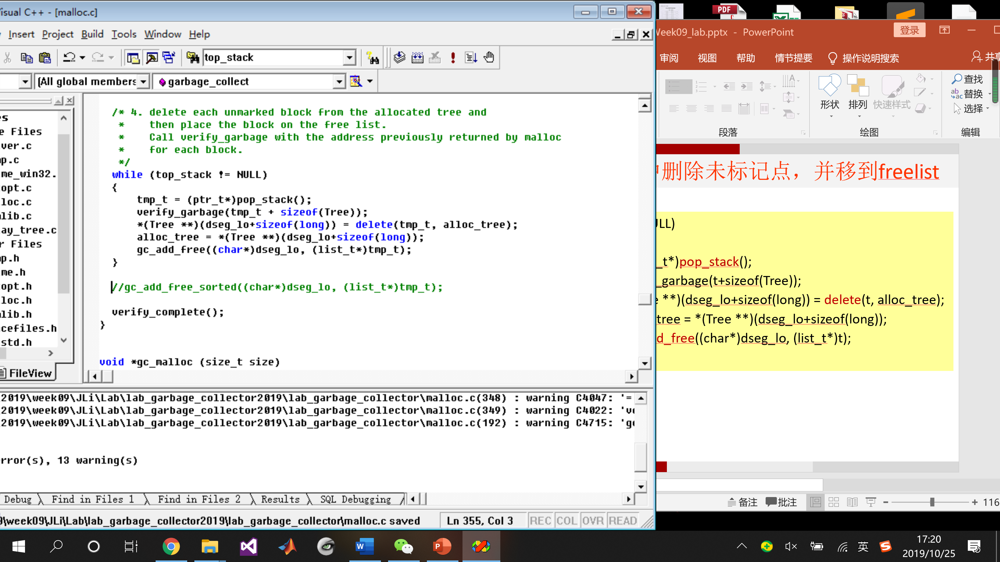 isual C++ - [malloc.c]
Insert Project Build Tools Window Help
top_stack
(All global members
garbage_collect
es
e Files
ver.c
p.c
me_win32.
opt.c
loc.c
lib.c
ay_tree.c
r Files
p.h
me.h
opt.h
loc.h
lib.h
cefiles.h
std.h
FileView
/* 4. delete each unmarked block from the allocated tree and
* then place the block on the free list.
* Call verify_garbage with the address previously returned by malloc
* for each block.
*/
while (top_stack != NULL)
{
tmp_t = (ptr_t*)pop_stack();
verify_garbage(tmp_t + sizeof(Tree));
*(Tree **)(dseg_lo+sizeof(long)) = delete(tmp_t, alloc_tree);
alloc_tree = *(Tree **)(dseg_lo+sizeof(long));
gc_add_free((char*)dseg_lo, (list_t*)tmp_t);
}
//gc_add_free_sorted((char*)dseg_lo, (list_t*)tmp_t);
verify_complete();
}
void *gc_malloc (size_t size)
2019\week09\JLi\Lab\lab_garbage_collector2019\lab_garbage_collector\malloc.c(348) : warning C4047: '=
2019\week09\JLi\Lab\lab_garbage_collector2019\lab_garbage_collector\malloc.c(349) : warning C4022: 've
2019\week09\JLi\Lab\lab_garbage_collector2019\lab_garbage_collector\malloc.c(192) : warning C4715: 'g
rror(s), 13 warning(s)
Debug Find in Files 1 Find in Files 2 Results SQL Debugging
\week09\JLi\Lab\lab_garbage_collector2019\lab_garbage_collector\malloc.c saved
Ln 355, Col 3 REC COL OVR READ
PDF
Week09_lab.pptx - PowerPoint
登录
审阅 视图 帮助 情节提要 操作说明搜索 共享
形状 排列 快速样式
查找
替换
选择
段落 绘图 编辑
删除未标记点，并移到freelist
ULL)
_t*)pop_stack();
_garbage(t+sizeof(Tree));
e **)(dseg_lo+sizeof(long)) = delete(t, alloc_tree);
tree = *(Tree **)(dseg_lo+sizeof(long));
d_free((char*)dseg_lo, (list_t*)t);
备注 批注 116
英
17:20
2019/10/25